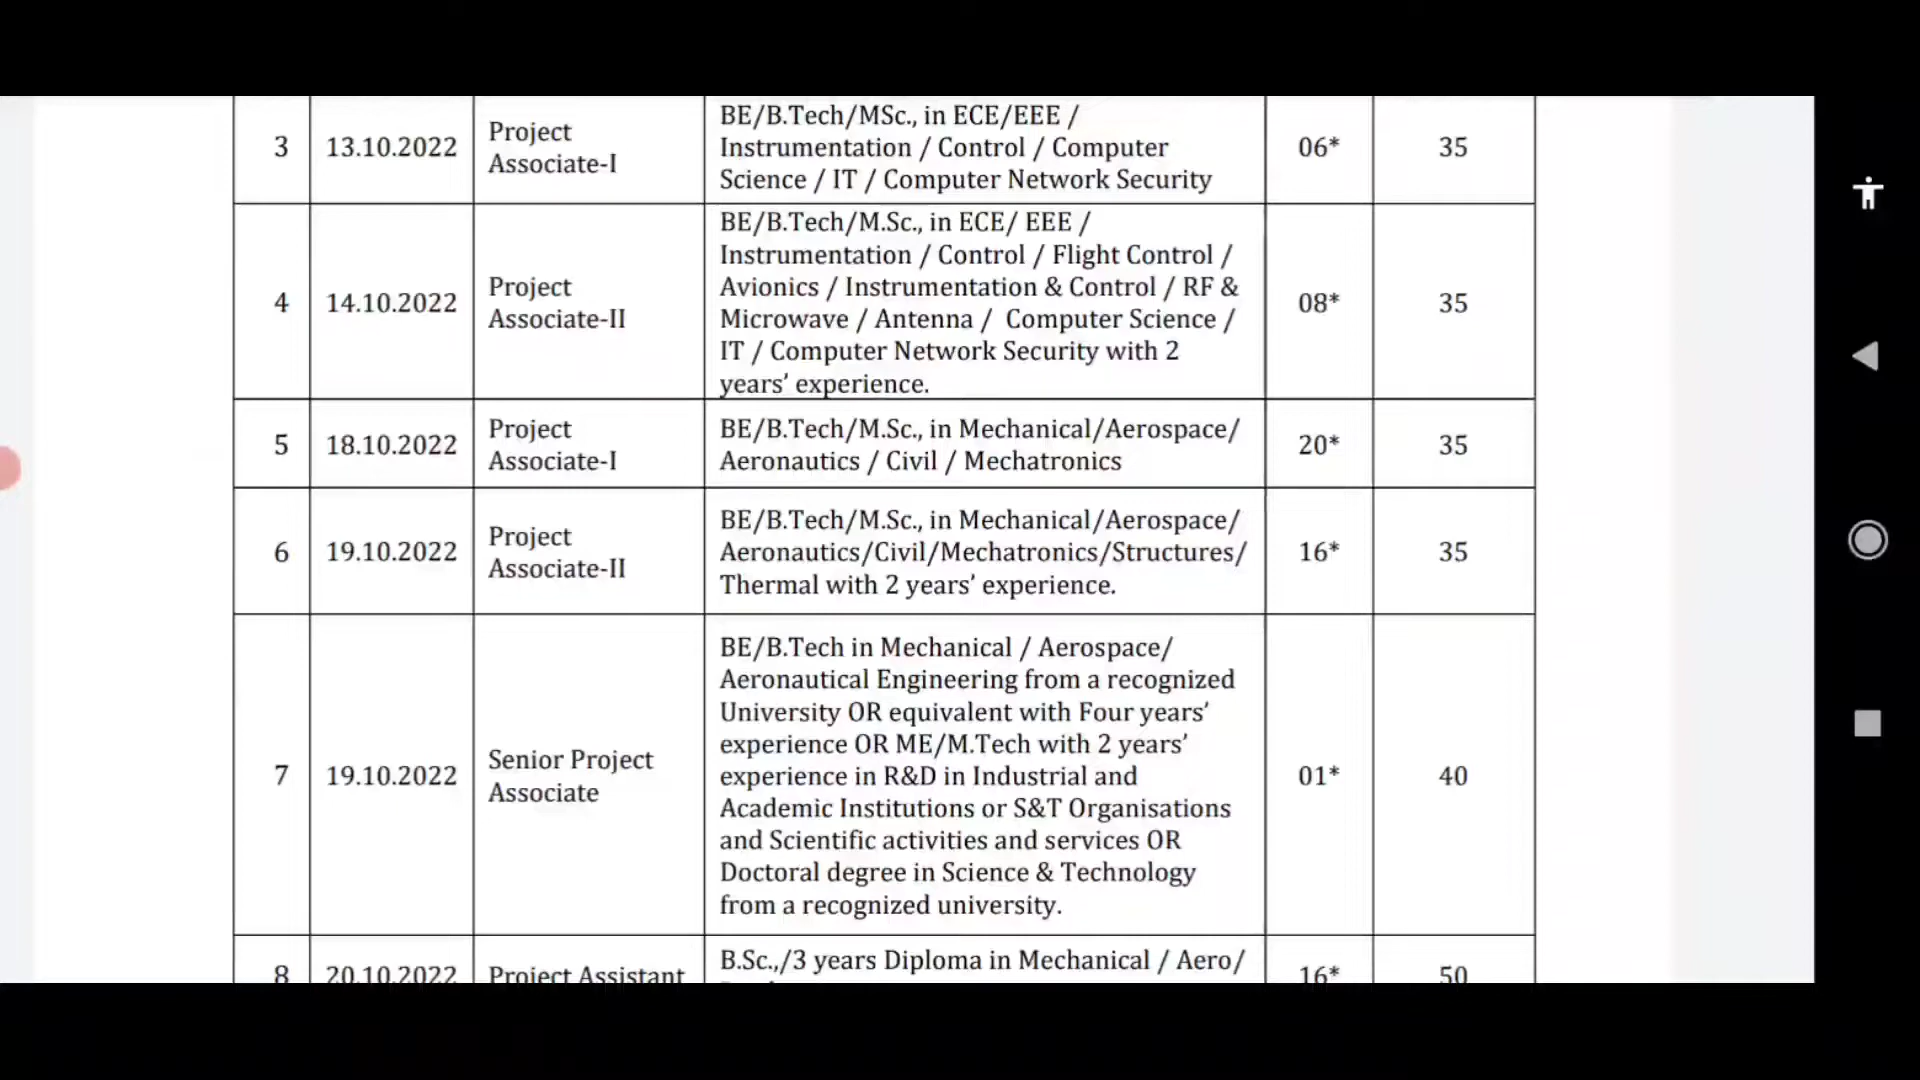 3 13.10.2022 Project Associate-I BE/B.Tech/MSc., in ECE/EEE /
Instrumentation / Control / Computer
Science / IT / Computer Network Security 06* 35
4 14.10.2022 Project Associate-II BE/B.Tech/M.Sc., in ECE/ EEE /
Instrumentation / Control / Flight Control /
Avionics / Instrumentation & Control / RF &
Microwave / Antenna / Computer Science /
IT / Computer Network Security with 2
years’ experience. 08* 35
5 18.10.2022 Project Associate-I BE/B.Tech/M.Sc., in Mechanical/Aerospace/
Aeronautics / Civil / Mechatronics 20* 35
6 19.10.2022 Project Associate-II BE/B.Tech/M.Sc., in Mechanical/Aerospace/
Aeronautics/Civil/Mechatronics/Structures/
Thermal with 2 years’ experience. 16* 35
7 19.10.2022 Senior Project Associate BE/B.Tech in Mechanical / Aerospace/
Aeronautical Engineering from a recognized
University OR equivalent with Four years’
experience OR ME/M.Tech with 2 years’
experience in R&D in Industrial and
Academic Institutions or S&T Organisations
and Scientific activities and services OR
Doctoral degree in Science & Technology
from a recognized university. 01* 40
8 20.10.2022 Project Assistant B.Sc.,/3 years Diploma in Mechanical / Aero/ 16* 50